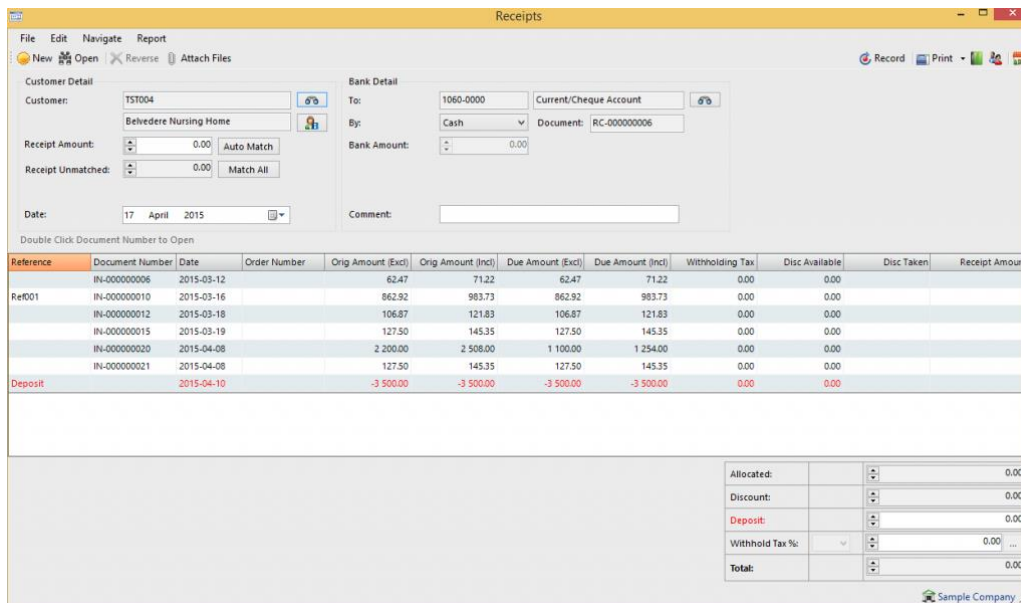 Receipts
File Edit Navigate Report
New Open Reverse Attach Files Record Print
Customer Detail Bank Detail
Customer: TST004 To: 1060-0000 Current/Cheque Account
Belvedere Nursing Home By: Cash Document: RC-000000006
Receipt Amount: 0.00 Auto Match Bank Amount: 0.00
Receipt Unmatched: 0.00 Match All
Date: 17 April 2015 Comment:
Double Click Document Number to Open
Reference Document Number Date Order Number Orig Amount (Excl) Orig Amount (Incl) Due Amount (Excl) Due Amount (Incl) Withholding Tax Disc Available Disc Taken Receipt Amour
IN-000000006 2015-03-12 62.47 71.22 62.47 71.22 0.00 0.00
Ref001 IN-000000010 2015-03-16 862.92 983.73 862.92 983.73 0.00 0.00
IN-000000012 2015-03-18 106.87 121.83 106.87 121.83 0.00 0.00
IN-000000015 2015-03-19 127.50 145.35 127.50 145.35 0.00 0.00
IN-000000020 2015-04-08 2 200.00 2 508.00 1 100.00 1 254.00 0.00 0.00
IN-000000021 2015-04-08 127.50 145.35 127.50 145.35 0.00 0.00
Deposit 2015-04-10 -3 500.00 -3 500.00 -3 500.00 -3 500.00 0.00 0.00
Allocated: 0.00
Discount: 0.00
Deposit: 0.00
Withhold Tax %: 0.00 ...
Total: 0.00
Sample Company